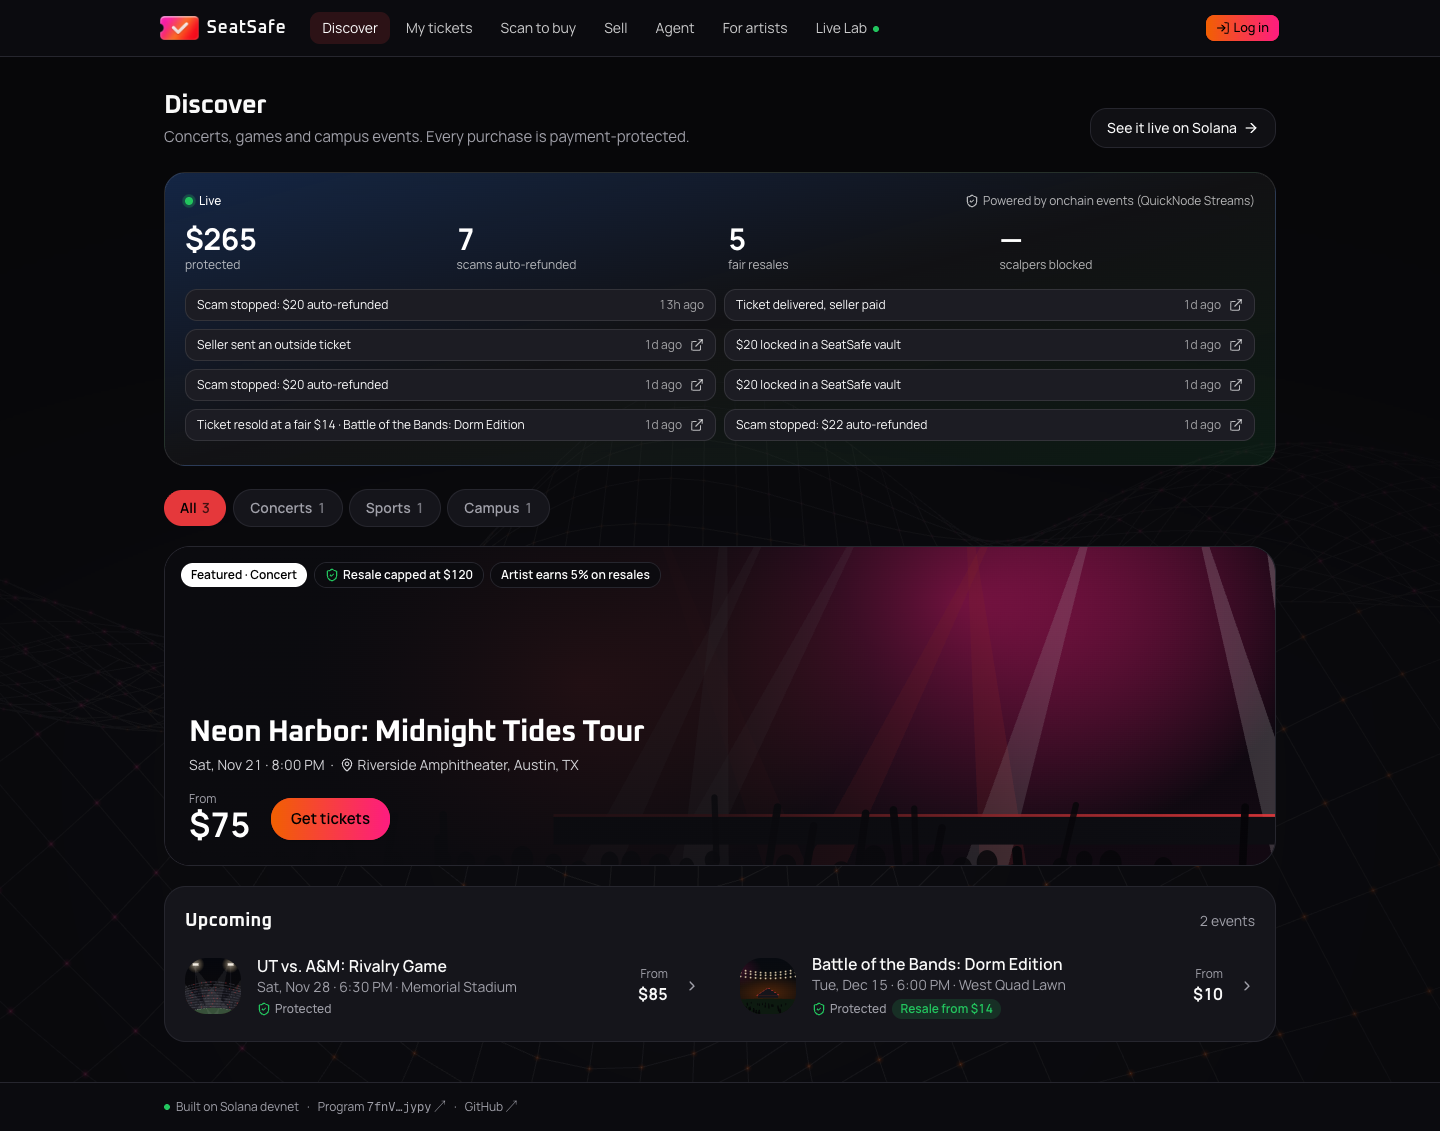 SeatSafe
Discover
My tickets
Scan to buy
Sell
Agent
For artists
Live Lab
Log in
Discover
Concerts, games and campus events. Every purchase is payment-protected.
See it live on Solana
Live
Powered by onchain events (QuickNode Streams)
$265
protected
7
scams auto-refunded
5
fair resales
—
scalpers blocked
Scam stopped: $20 auto-refunded 13h ago
Ticket delivered, seller paid 1d ago
Seller sent an outside ticket 1d ago
$20 locked in a SeatSafe vault 1d ago
Scam stopped: $20 auto-refunded 1d ago
$20 locked in a SeatSafe vault 1d ago
Ticket resold at a fair $14 · Battle of the Bands: Dorm Edition 1d ago
Scam stopped: $22 auto-refunded 1d ago
All 3
Concerts 1
Sports 1
Campus 1
Featured · Concert
Resale capped at $120
Artist earns 5% on resales
Neon Harbor: Midnight Tides Tour
Sat, Nov 21 · 8:00 PM · Riverside Amphitheater, Austin, TX
From
$75
Get tickets
Upcoming
2 events
UT vs. A&M: Rivalry Game
Sat, Nov 28 · 6:30 PM · Memorial Stadium
Protected
From
$85
Battle of the Bands: Dorm Edition
Tue, Dec 15 · 6:00 PM · West Quad Lawn
Protected
Resale from $14
From
$10
Built on Solana devnet · Program 7fnV…jypy ↗ · GitHub ↗